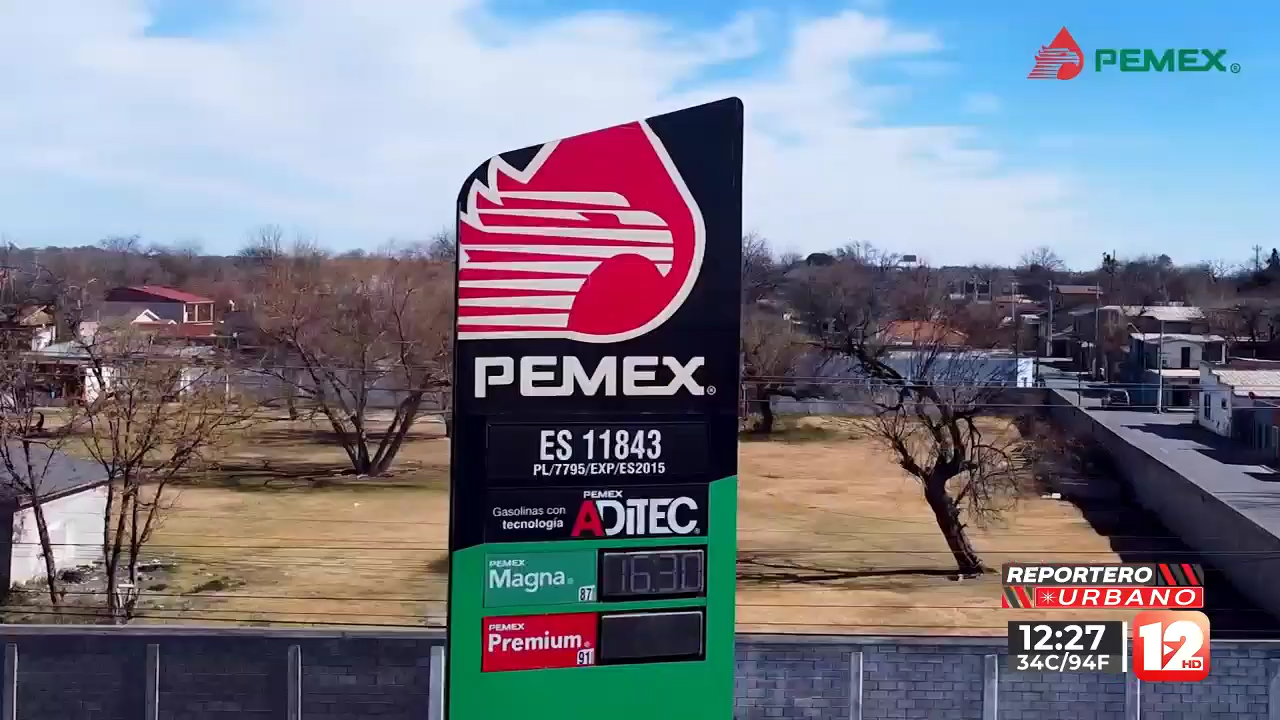 PEMEX®
PEMEX®
ES 11843
PL/7795/EXP/ES2015
Gasolinas con
tecnología
PEMEX
ADITEC®
PEMEX
Magna®
87
16.30
PEMEX
Premium®
91
REPORTERO
URBANO
12:27
34C/94F
12
HD